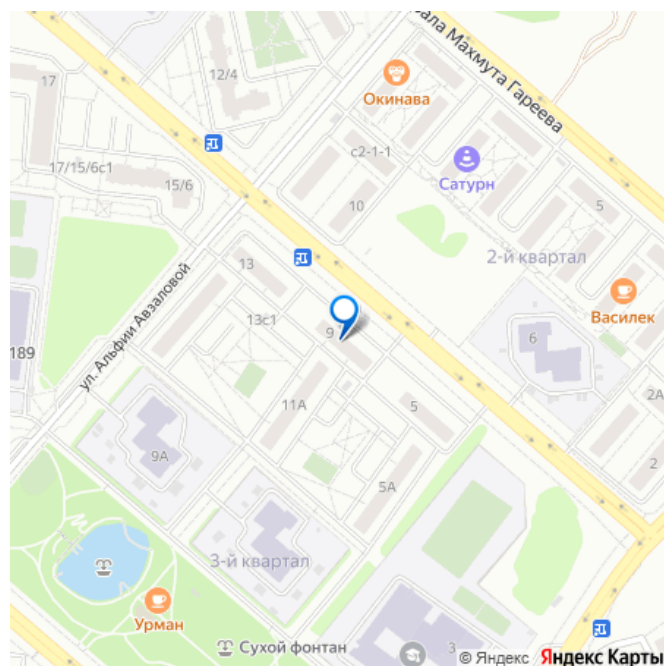 17
12/4
Окинава
ала Махмута Гареева
17/15/6с1
с2-1-1
Сатурн
15/6
10
5
13
2-й квартал
ул. Альфии Авзаловой
Василек
13с1
9
189
6
11А
5
2А
9А
2
5А
3-й квартал
Урман
Сухой фонтан
3
© Яндекс Яндекс Карты